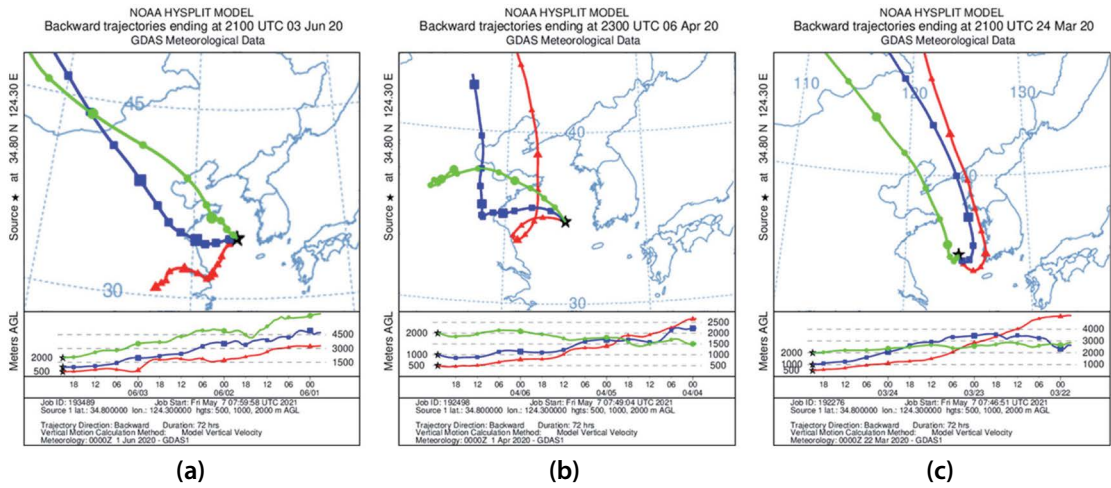 NOAA HYSPLIT MODEL
Backward trajectories ending at 2100 UTC 03 Jun 20
GDAS Meteorological Data
Source ★ at 34.80 N 124.30 E
45
30
Meters AGL
2000
500
4500
3000
1500
18 12 06 00 18 12 06 00 18 12 06 00
06/03 06/02 06/01
Job ID: 193489 Job Start: Fri May 7 07:59:58 UTC 2021
Source 1 lat.: 34.800000 lon.: 124.300000 hgts: 500, 1000, 2000 m AGL
Trajectory Direction: Backward Duration: 72 hrs
Vertical Motion Calculation Method: Model Vertical Velocity
Meteorology: 0000Z 1 Jun 2020 - GDAS1
(a)
NOAA HYSPLIT MODEL
Backward trajectories ending at 2300 UTC 06 Apr 20
GDAS Meteorological Data
Source ★ at 34.80 N 124.30 E
40
30
Meters AGL
2000
1000
500
2500
2000
1500
1000
500
18 12 06 00 18 12 06 00 18 12 06 00
04/06 04/05 04/04
Job ID: 192498 Job Start: Fri May 7 07:49:04 UTC 2021
Source 1 lat.: 34.800000 lon.: 124.300000 hgts: 500, 1000, 2000 m AGL
Trajectory Direction: Backward Duration: 72 hrs
Vertical Motion Calculation Method: Model Vertical Velocity
Meteorology: 0000Z 1 Apr 2020 - GDAS1
(b)
NOAA HYSPLIT MODEL
Backward trajectories ending at 2100 UTC 24 Mar 20
GDAS Meteorological Data
Source ★ at 34.80 N 124.30 E
110
120
130
Meters AGL
2000
1000
500
4000
3000
2000
1000
18 12 06 00 18 12 06 00 18 12 06 00
03/24 03/23 03/22
Job ID: 192276 Job Start: Fri May 7 07:46:51 UTC 2021
Source 1 lat.: 34.800000 lon.: 124.300000 hgts: 500, 1000, 2000 m AGL
Trajectory Direction: Backward Duration: 72 hrs
Vertical Motion Calculation Method: Model Vertical Velocity
Meteorology: 0000Z 22 Mar 2020 - GDAS1
(c)